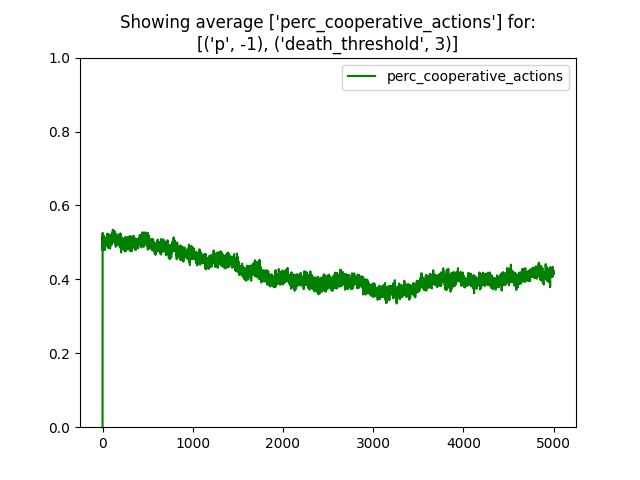 Showing average ['perc_cooperative_actions'] for:
[('p', -1), ('death_threshold', 3)]
perc_cooperative_actions
1.0
0.8
0.6
0.4
0.2
0.0
0 1000 2000 3000 4000 5000